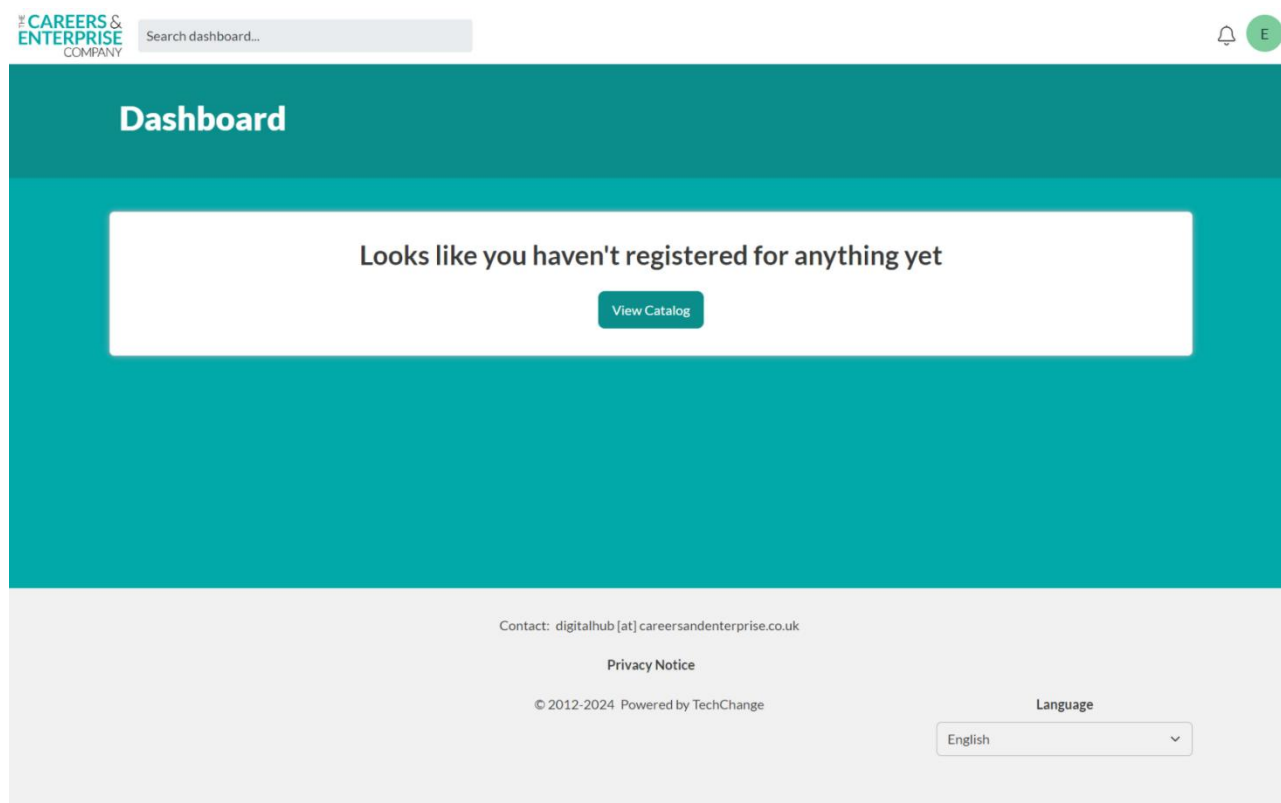 THE CAREERS &
ENTERPRISE
COMPANY
Search dashboard...
E
Dashboard
Looks like you haven't registered for anything yet
View Catalog
Contact: digitalhub [at] careersandenterprise.co.uk
Privacy Notice
© 2012-2024 Powered by TechChange
Language
English